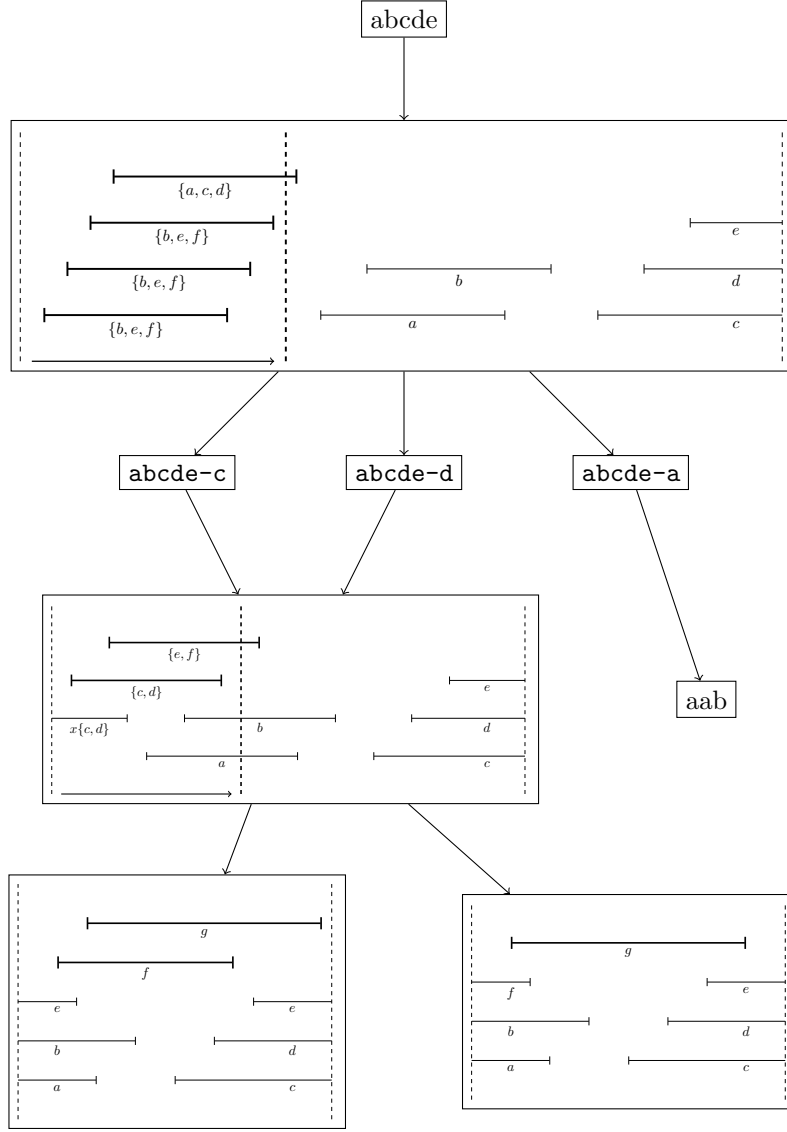 abcde
{a, c, d}
{b, e, f}
e
{b, e, f}
b
d
{b, e, f}
a
c
abcde-c
abcde-d
abcde-a
{e, f}
{c, d}
e
x{c, d}
b
d
a
c
aab
g
f
e
e
b
d
a
c
g
f
e
b
d
a
c